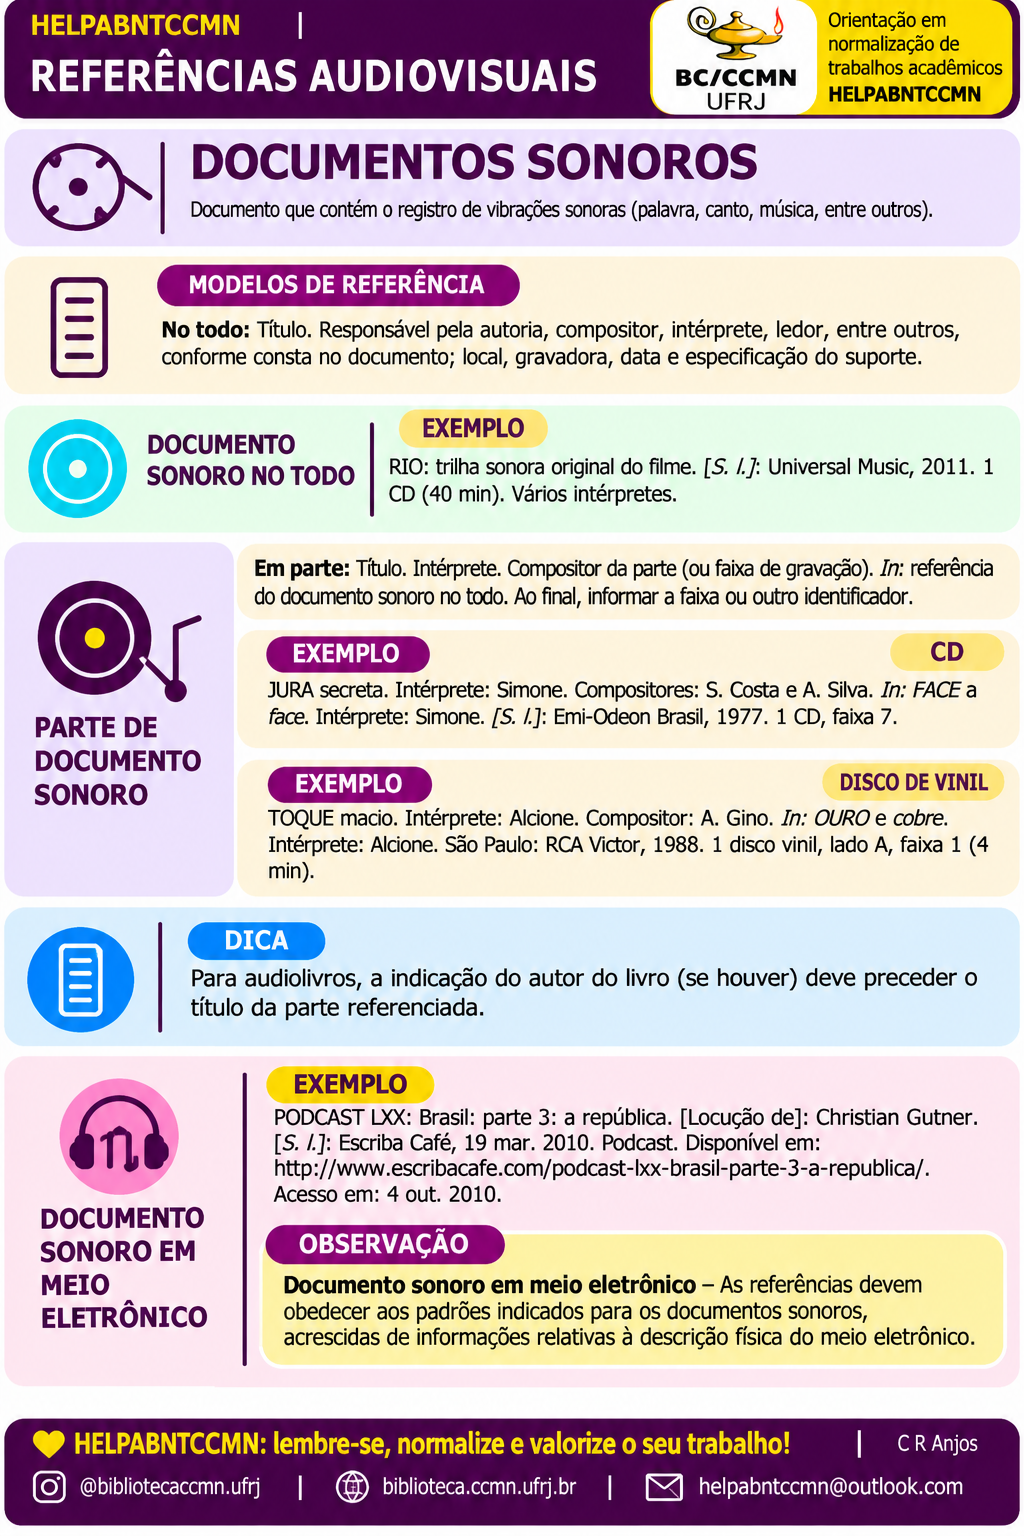 HELPABNTCCMN |
REFERÊNCIAS AUDIOVISUAIS
BC/CCMN
UFRJ
Orientação em
normalização de
trabalhos acadêmicos
HELPABNTCCMN
DOCUMENTOS SONOROS
Documento que contém o registro de vibrações sonoras (palavra, canto, música, entre outros).
MODELOS DE REFERÊNCIA
No todo: Título. Responsável pela autoria, compositor, intérprete, ledor, entre outros,
conforme consta no documento; local, gravadora, data e especificação do suporte.
DOCUMENTO
SONORO NO TODO
EXEMPLO
RIO: trilha sonora original do filme. [S. l.]: Universal Music, 2011. 1
CD (40 min). Vários intérpretes.
PARTE DE
DOCUMENTO
SONORO
Em parte: Título. Intérprete. Compositor da parte (ou faixa de gravação). In: referência
do documento sonoro no todo. Ao final, informar a faixa ou outro identificador.
EXEMPLO
CD
JURA secreta. Intérprete: Simone. Compositores: S. Costa e A. Silva. In: FACE a
face. Intérprete: Simone. [S. l.]: Emi-Odeon Brasil, 1977. 1 CD, faixa 7.
EXEMPLO
DISCO DE VINIL
TOQUE macio. Intérprete: Alcione. Compositor: A. Gino. In: OURO e cobre.
Intérprete: Alcione. São Paulo: RCA Victor, 1988. 1 disco vinil, lado A, faixa 1 (4
min).
DICA
Para audiolivros, a indicação do autor do livro (se houver) deve preceder o
título da parte referenciada.
DOCUMENTO
SONORO EM
MEIO
ELETRÔNICO
EXEMPLO
PODCAST LXX: Brasil: parte 3: a república. [Locução de]: Christian Gutner.
[S. l.]: Escriba Café, 19 mar. 2010. Podcast. Disponível em:
http://www.escribacafe.com/podcast-lxx-brasil-parte-3-a-republica/.
Acesso em: 4 out. 2010.
OBSERVAÇÃO
Documento sonoro em meio eletrônico – As referências devem
obedecer aos padrões indicados para os documentos sonoros,
acrescidas de informações relativas à descrição física do meio eletrônico.
HELPABNTCCMN: lembre-se, normalize e valorize o seu trabalho! | C R Anjos
@bibliotecaccmn.ufrj | biblioteca.ccmn.ufrj.br | helpabntccmn@outlook.com